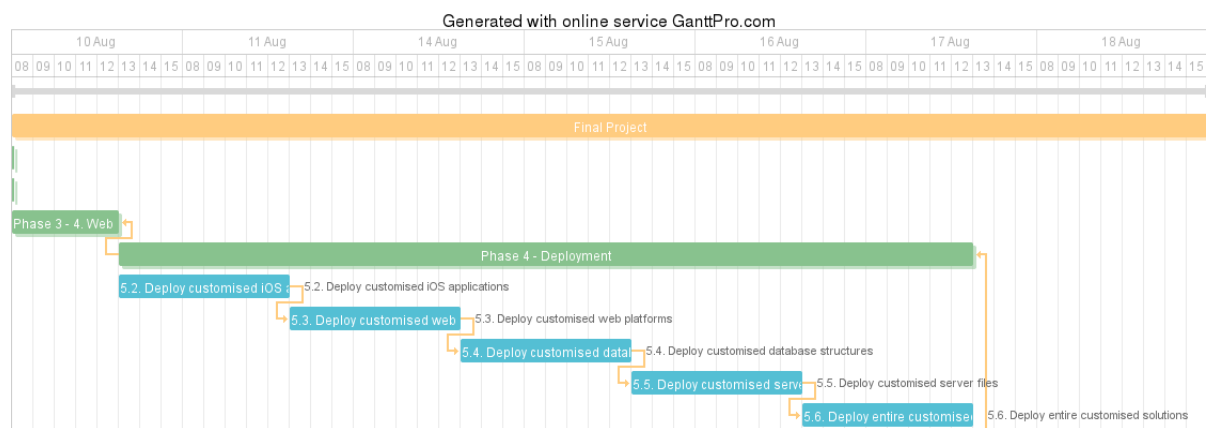 Generated with online service GanttPro.com
10 Aug 11 Aug 14 Aug 15 Aug 16 Aug 17 Aug 18 Aug
08 09 10 11 12 13 14 15 08 09 10 11 12 13 14 15 08 09 10 11 12 13 14 15 08 09 10 11 12 13 14 15 08 09 10 11 12 13 14 15 08 09 10 11 12 13 14 15 08 09 10 11 12 13 14 15
Final Project
Phase 3 - 4. Web
Phase 4 - Deployment
5.2. Deploy customised iOS a 5.2. Deploy customised iOS applications
5.3. Deploy customised web 5.3. Deploy customised web platforms
5.4. Deploy customised datal 5.4. Deploy customised database structures
5.5. Deploy customised serve 5.5. Deploy customised server files
5.6. Deploy entire customised 5.6. Deploy entire customised solutions